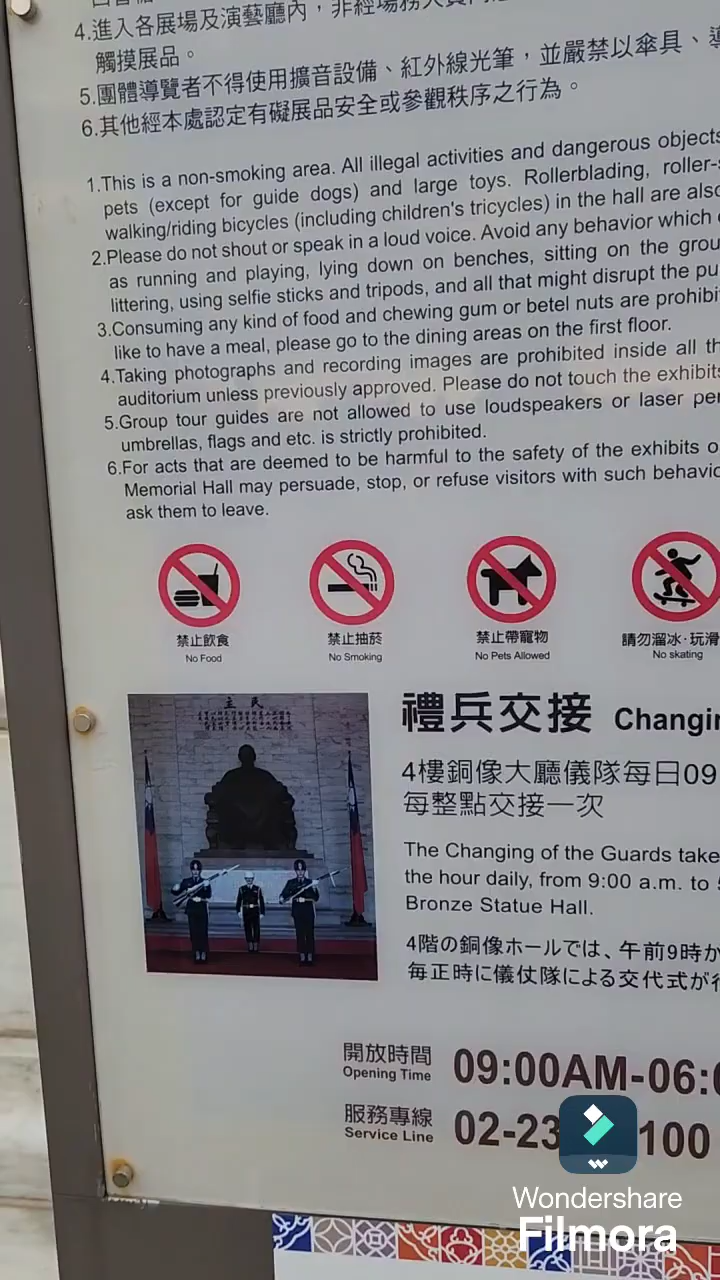 4.進入各展場及演藝廳內，非經場務人員
觸摸展品。
5.團體導覽者不得使用擴音設備、紅外線光筆，並嚴禁以傘具、
6.其他經本處認定有礙展品安全或參觀秩序之行為。
1.This is a non-smoking area. All illegal activities and dangerous objects
pets (except for guide dogs) and large toys. Rollerblading, roller-
walking/riding bicycles (including children's tricycles) in the hall are also
2.Please do not shout or speak in a loud voice. Avoid any behavior which
as running and playing, lying down on benches, sitting on the
littering, using selfie sticks and tripods, and all that might disrupt the
3.Consuming any kind of food and chewing gum or betel nuts are
like to have a meal, please go to the dining areas on the first floor.
4.Taking photographs and recording images are prohibited inside all
auditorium unless previously approved. Please do not touch the exhibits
5.Group tour guides are not allowed to use loudspeakers or laser
umbrellas, flags and etc. is strictly prohibited.
6.For acts that are deemed to be harmful to the safety of the exhibits
Memorial Hall may persuade, stop, or refuse visitors with such
ask them to leave.
禁止飲食 禁止抽菸 禁止帶寵物 請勿溜冰·玩滑
No Food No Smoking No Pets Allowed No skating
主民
禮兵交接 Changin
4樓銅像大廳儀隊每日09
每整點交接一次
The Changing of the Guards take
the hour daily, from 9:00 a.m. to
Bronze Statue Hall.
4階の銅像ホールでは、午前9時か
毎正時に儀仗隊による交代式が
開放時間 09:00AM-06:
Opening Time
服務專線 02-23 100
Service Line
Wondershare
Filmora